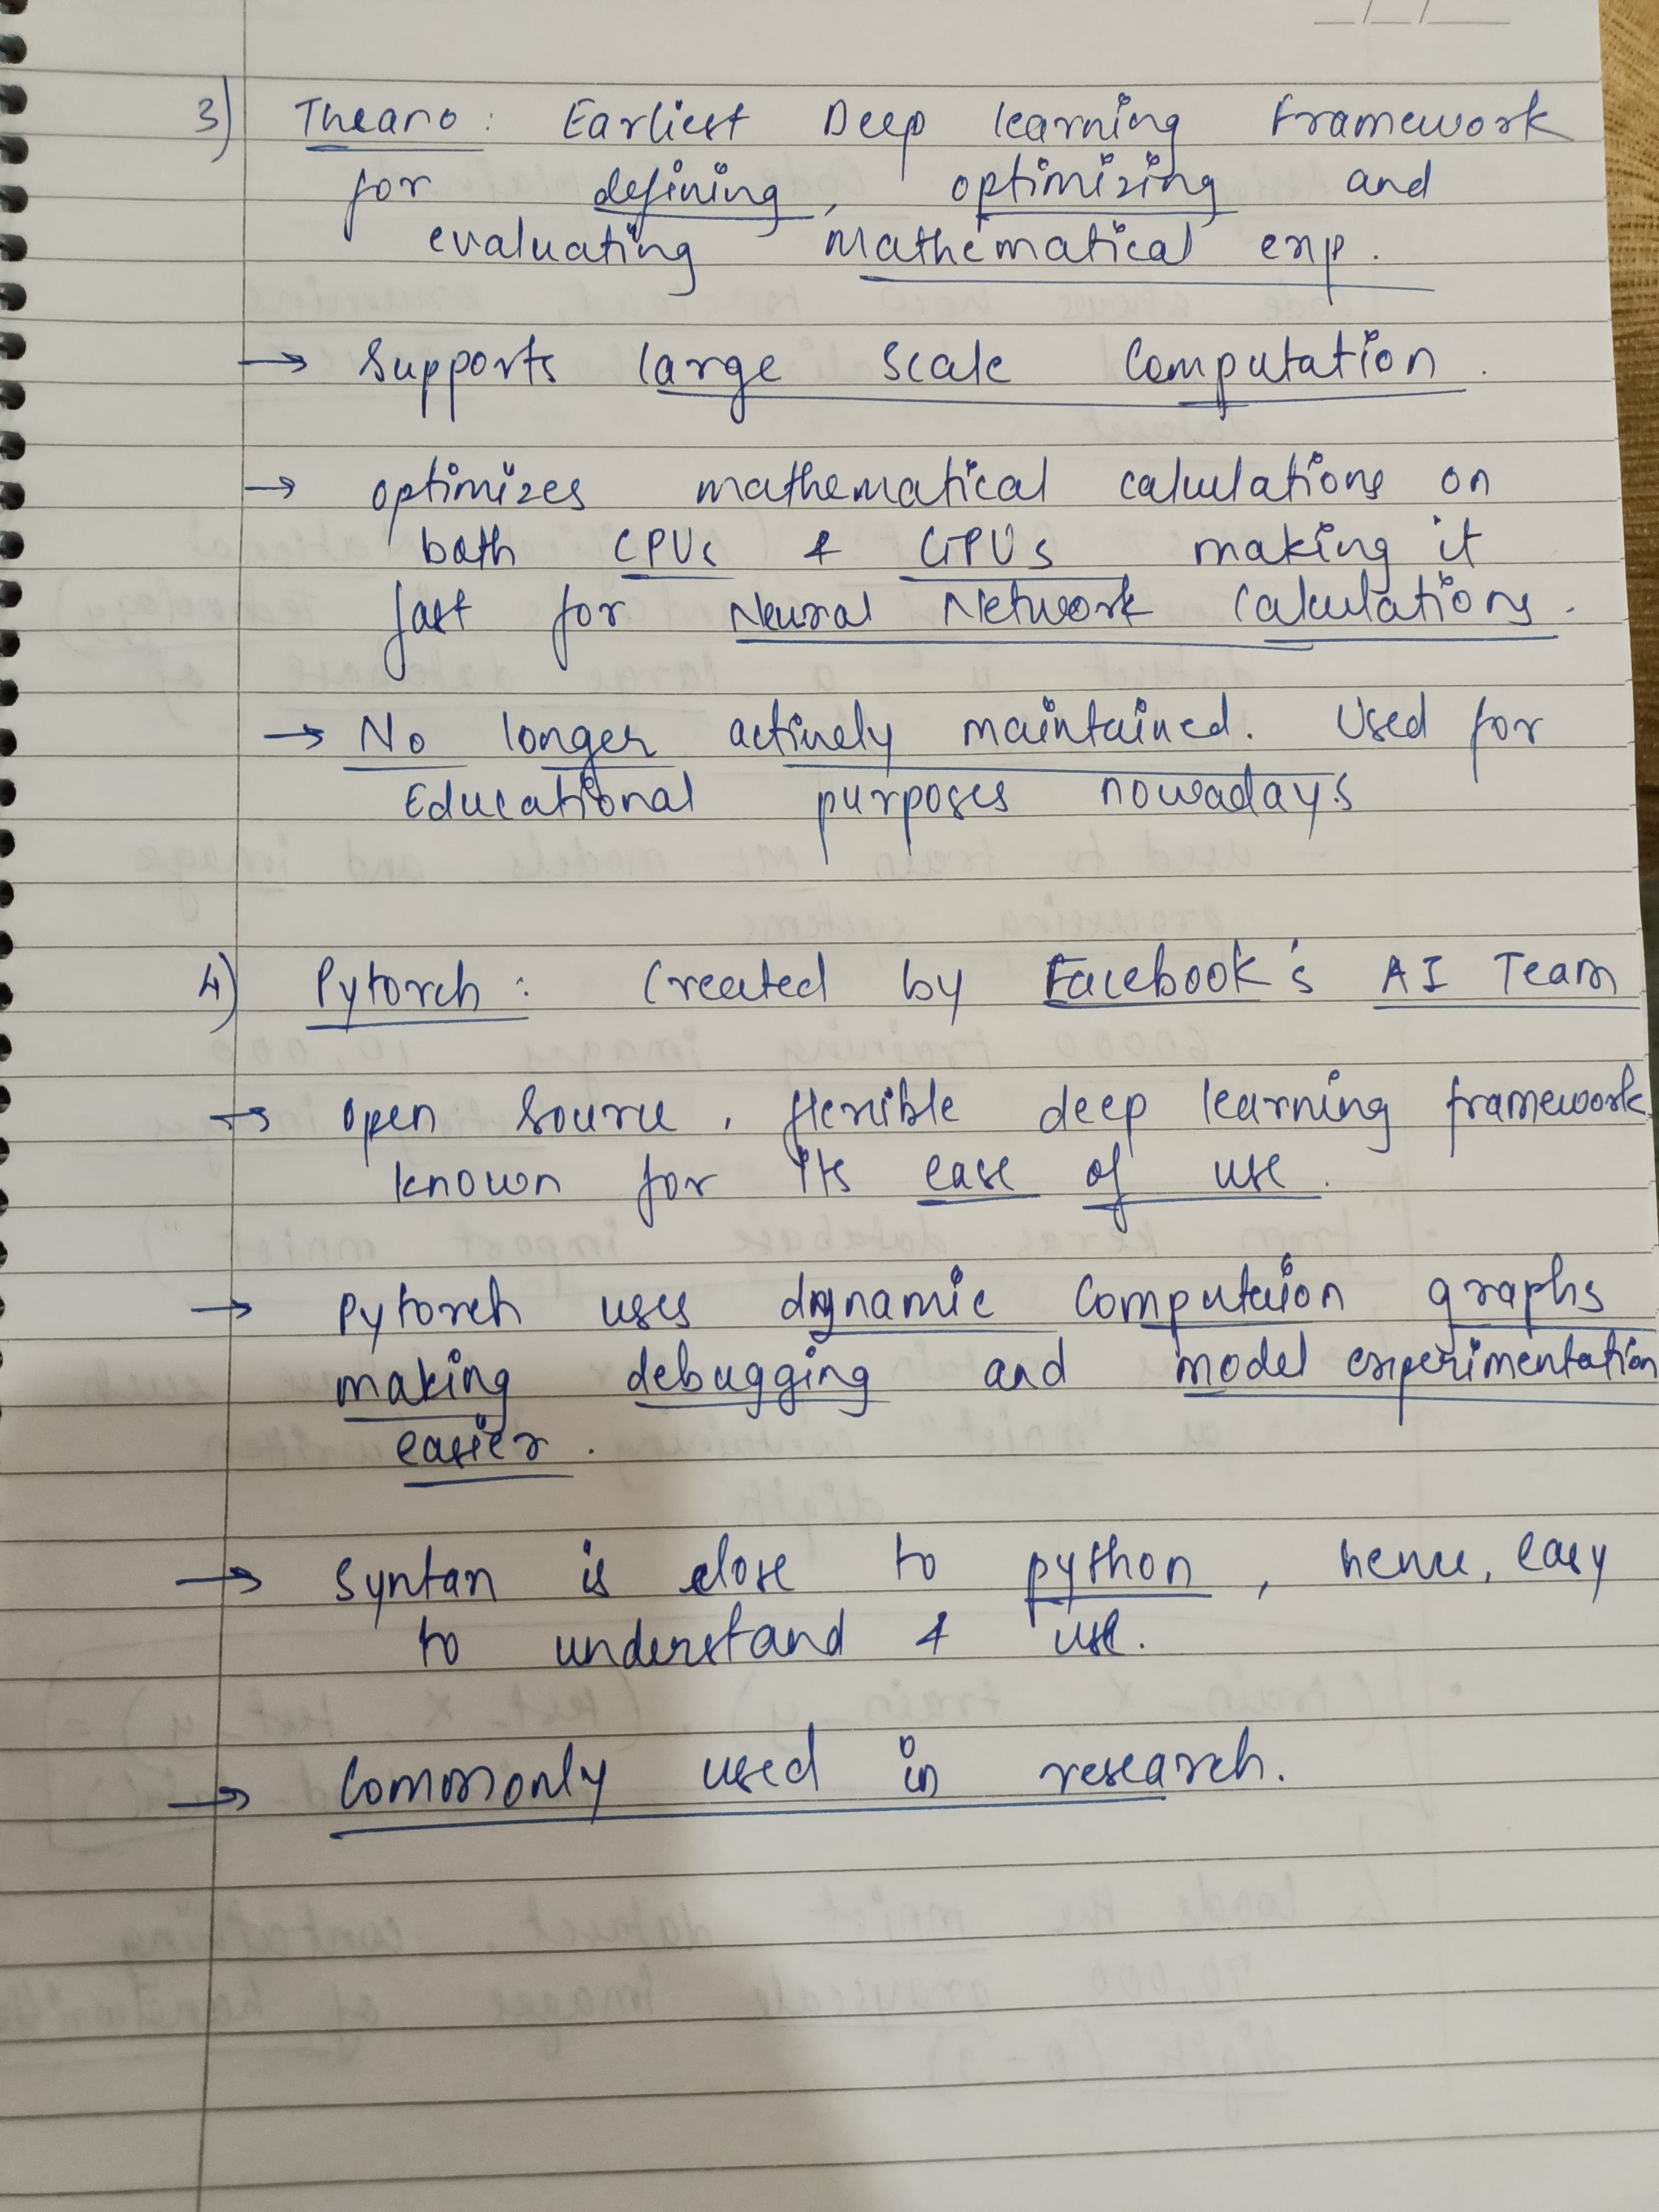 _/_/___
3) Theano : Earliest Deep learning framework
for defining, optimizing and
evaluating mathematical exp.
→ Supports large scale Computation.
→ optimizes mathematical calculations on
both CPUs & GPUs making it
fast for Neural Network Calculations.
→ No longer actively maintained. Used for
Educational purposes nowadays
4) Pytorch : Created by Facebook's AI Team
→ open source, flexible deep learning framework
known for its ease of use.
→ Pytorch uses dynamic Computaion graphs
making debugging and model experimentation
easier.
→ Syntax is close to python, hence, easy
to understand & use.
→ Commonly used in research.